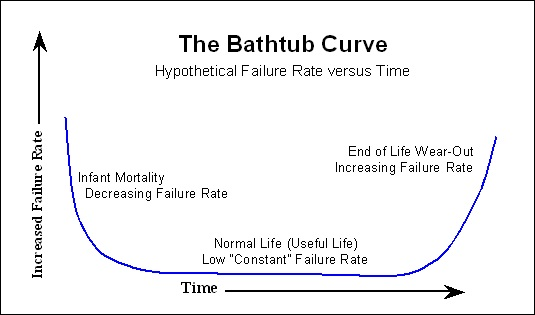 The Bathtub Curve
Hypothetical Failure Rate versus Time
Increased Failure Rate
Infant Mortality
Decreasing Failure Rate
End of Life Wear-Out
Increasing Failure Rate
Normal Life (Useful Life)
Low "Constant" Failure Rate
Time